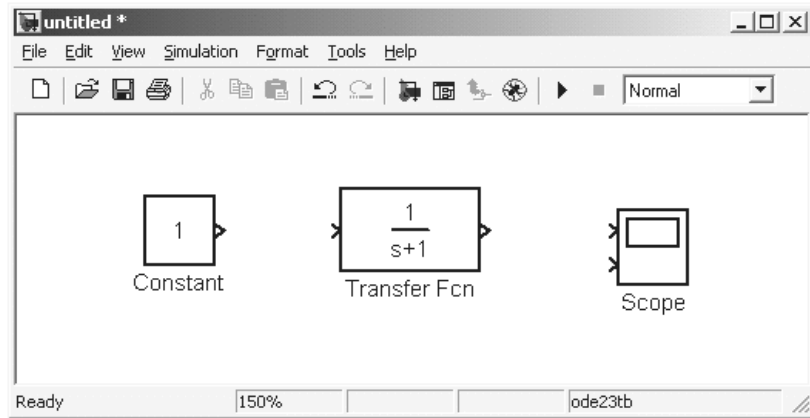 untitled *
File Edit View Simulation Format Tools Help
Normal
1
1
s+1
Constant
Transfer Fcn
Scope
Ready 150% ode23tb